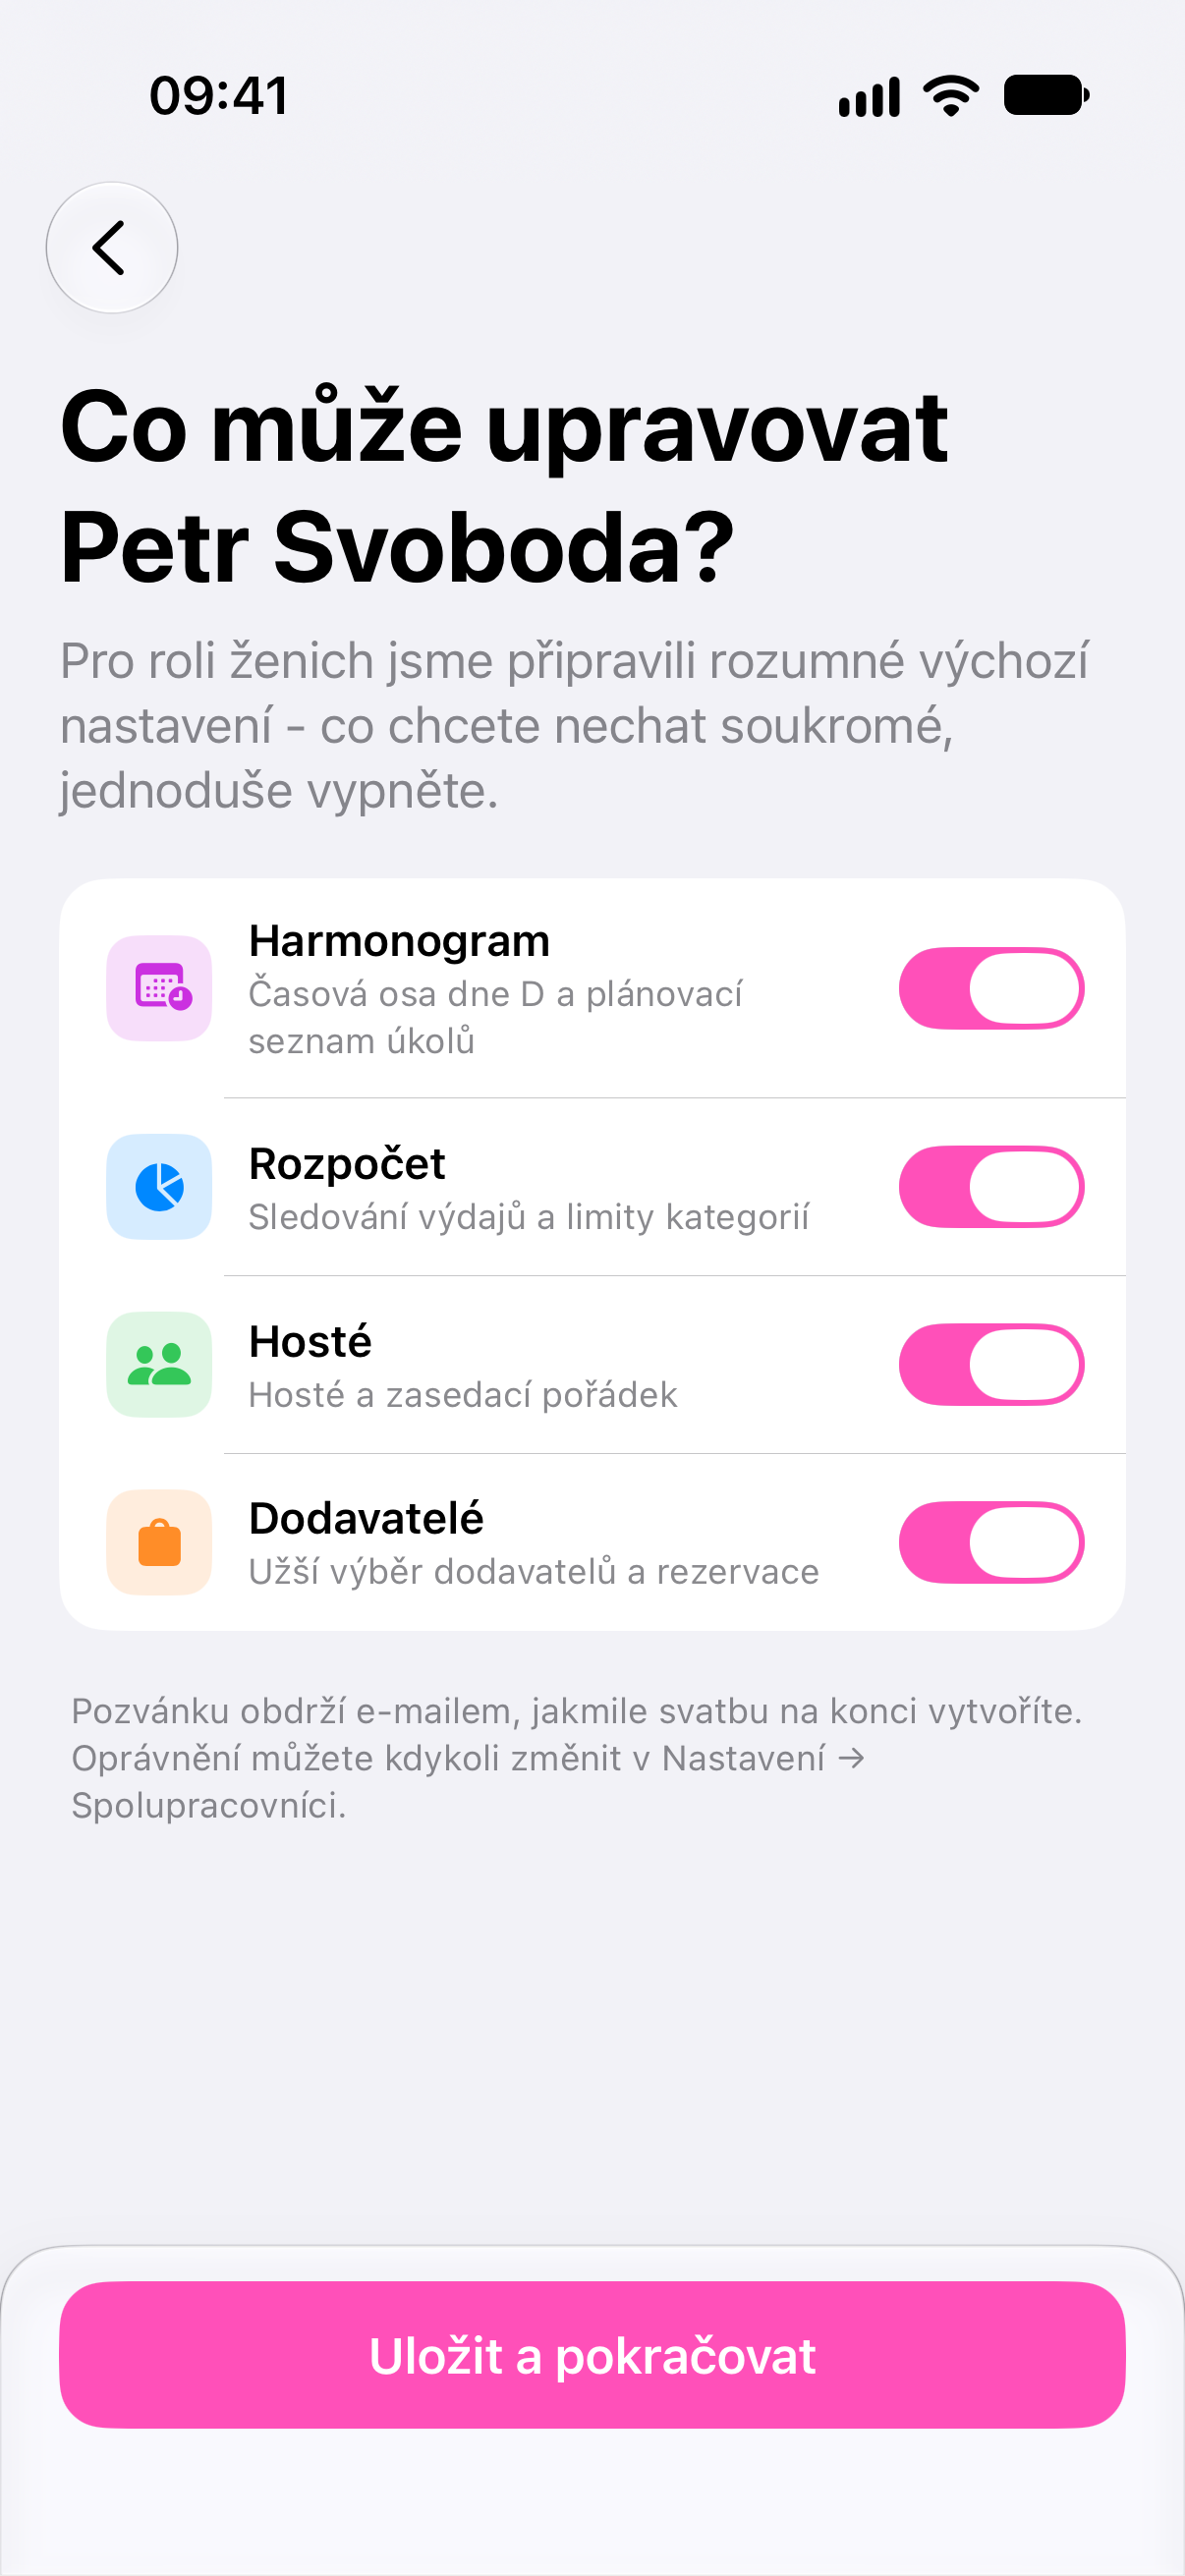 09:41
Co může upravovat
Petr Svoboda?
Pro roli ženich jsme připravili rozumné výchozí
nastavení - co chcete nechat soukromé,
jednoduše vypněte.
Harmonogram
Časová osa dne D a plánovací
seznam úkolů
Rozpočet
Sledování výdajů a limity kategorií
Hosté
Hosté a zasedací pořádek
Dodavatelé
Užší výběr dodavatelů a rezervace
Pozvánku obdrží e-mailem, jakmile svatbu na konci vytvoříte.
Oprávnění můžete kdykoli změnit v Nastavení →
Spolupracovníci.
Uložit a pokračovat